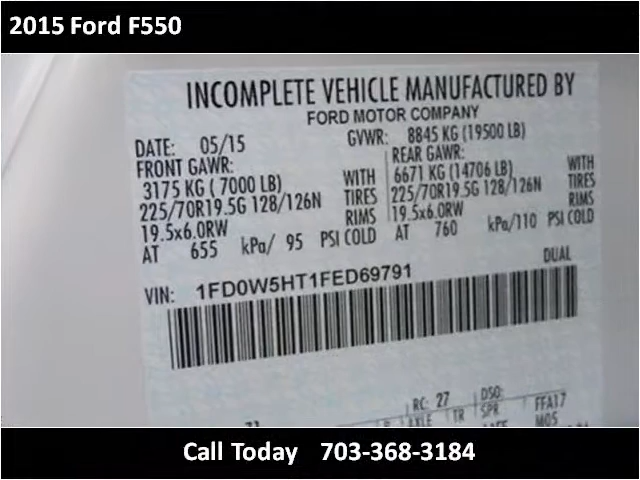 2015 Ford F550
INCOMPLETE VEHICLE MANUFACTURED BY
FORD MOTOR COMPANY
DATE: 05/15
GVWR: 8845 KG (19500 LB)
FRONT GAWR:
REAR GAWR:
3175 KG ( 7000 LB) WITH
6671 KG (14706 LB) WITH
225/70R19.5G 128/126N TIRES
225/70R19.5G 128/126N TIRES
19.5x6.0RW RIMS
19.5x6.0RW RIMS
AT 655 kPa/ 95 PSI COLD
AT 760 kPa/110 PSI COLD
DUAL
VIN: 1FD0W5HT1FED69791
RC: 27 DSO:
AXLE TR SPR FFA17
MOS
Call Today 703-368-3184